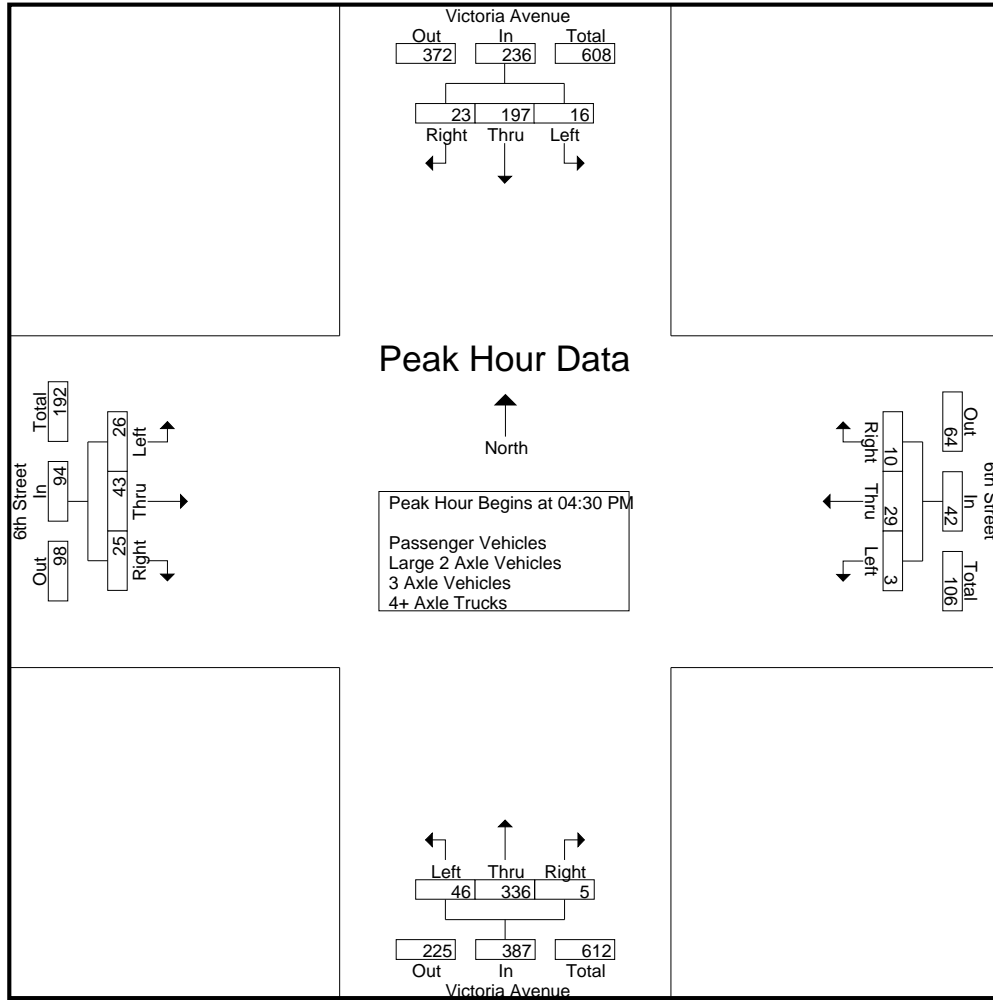 Victoria Avenue
Out In Total
372 236 608
23 197 16
Right Thru Left
Peak Hour Data
North
Peak Hour Begins at 04:30 PM
Passenger Vehicles
Large 2 Axle Vehicles
3 Axle Vehicles
4+ Axle Trucks
6th Street
Total In Out
192 94 98
26 43 25
Left Thru Right
Right Thru Left
10 29 3
Out In Total
64 42 106
6th Street
Left Thru Right
46 336 5
225 387 612
Out In Total
Victoria Avenue